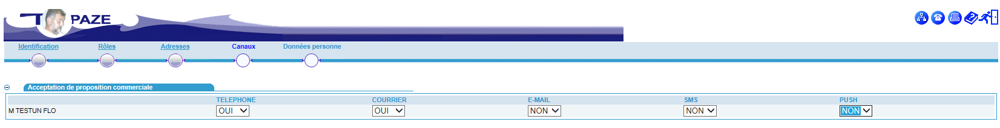 TOPAZE
Identification Rôles Adresses Canaux Données personne
Acceptation de proposition commerciale
TELEPHONE COURRIER E-MAIL SMS PUSH
M TESTUN FLO OUI OUI NON NON NON